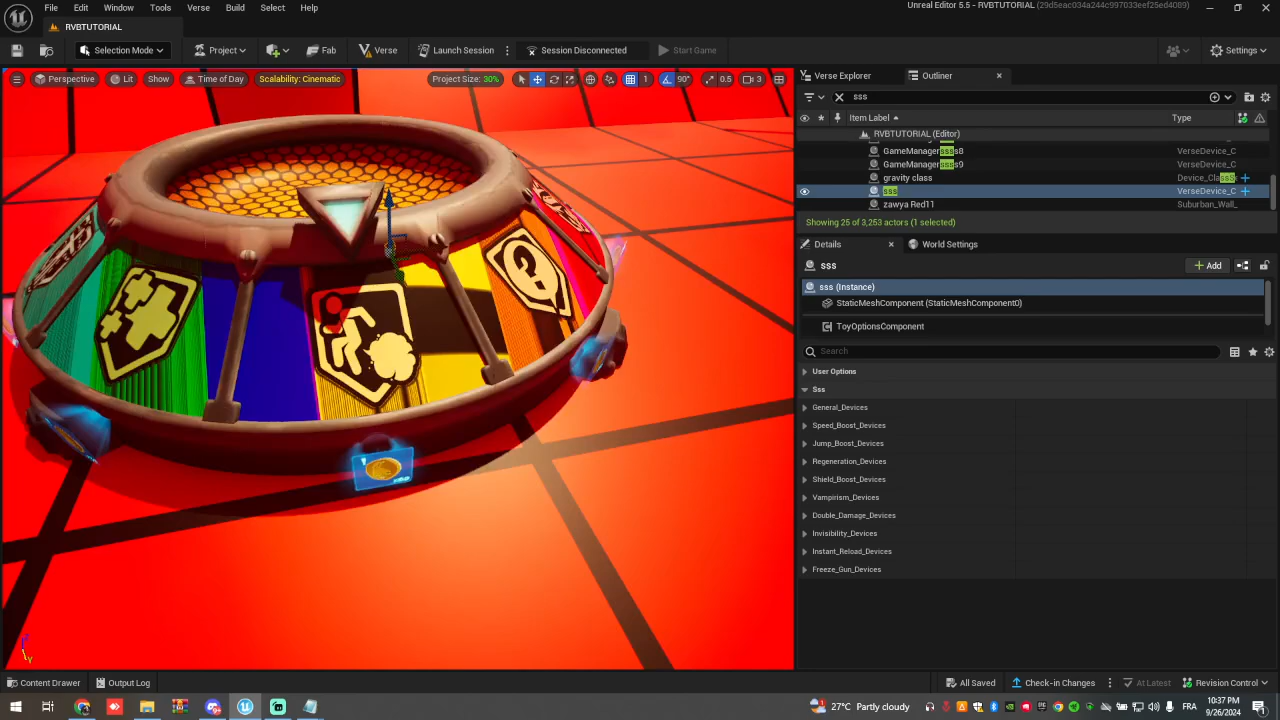 File Edit Window Tools Verse Build Select Help
Unreal Editor 5.5 - RVBTUTORIAL (29d5eac034a244c997033eef25ed4089)
RVBTUTORIAL
Selection Mode Project Fab Verse Launch Session Session Disconnected Start Game Settings
Perspective Lit Show Time of Day Scalability: Cinematic Project Size: 30% 1 90° 0.5 3
Verse Explorer Outliner
sss
Item Label Type
RVBTUTORIAL (Editor)
GameManagersss8 VerseDevice_C
GameManagersss9 VerseDevice_C
gravity class Device_Class
sss VerseDevice_C
zawya Red11 Suburban_Wall_
Showing 25 of 3,253 actors (1 selected)
Details World Settings
sss Add
sss (Instance)
StaticMeshComponent (StaticMeshComponent0)
ToyOptionsComponent
Search
User Options
Sss
General_Devices
Speed_Boost_Devices
Jump_Boost_Devices
Regeneration_Devices
Shield_Boost_Devices
Vampirism_Devices
Double_Damage_Devices
Invisibility_Devices
Instant_Reload_Devices
Freeze_Gun_Devices
Content Drawer Output Log All Saved Check-in Changes At Latest Revision Control
27°C Partly cloudy FR 10:37 PM
9/26/2024